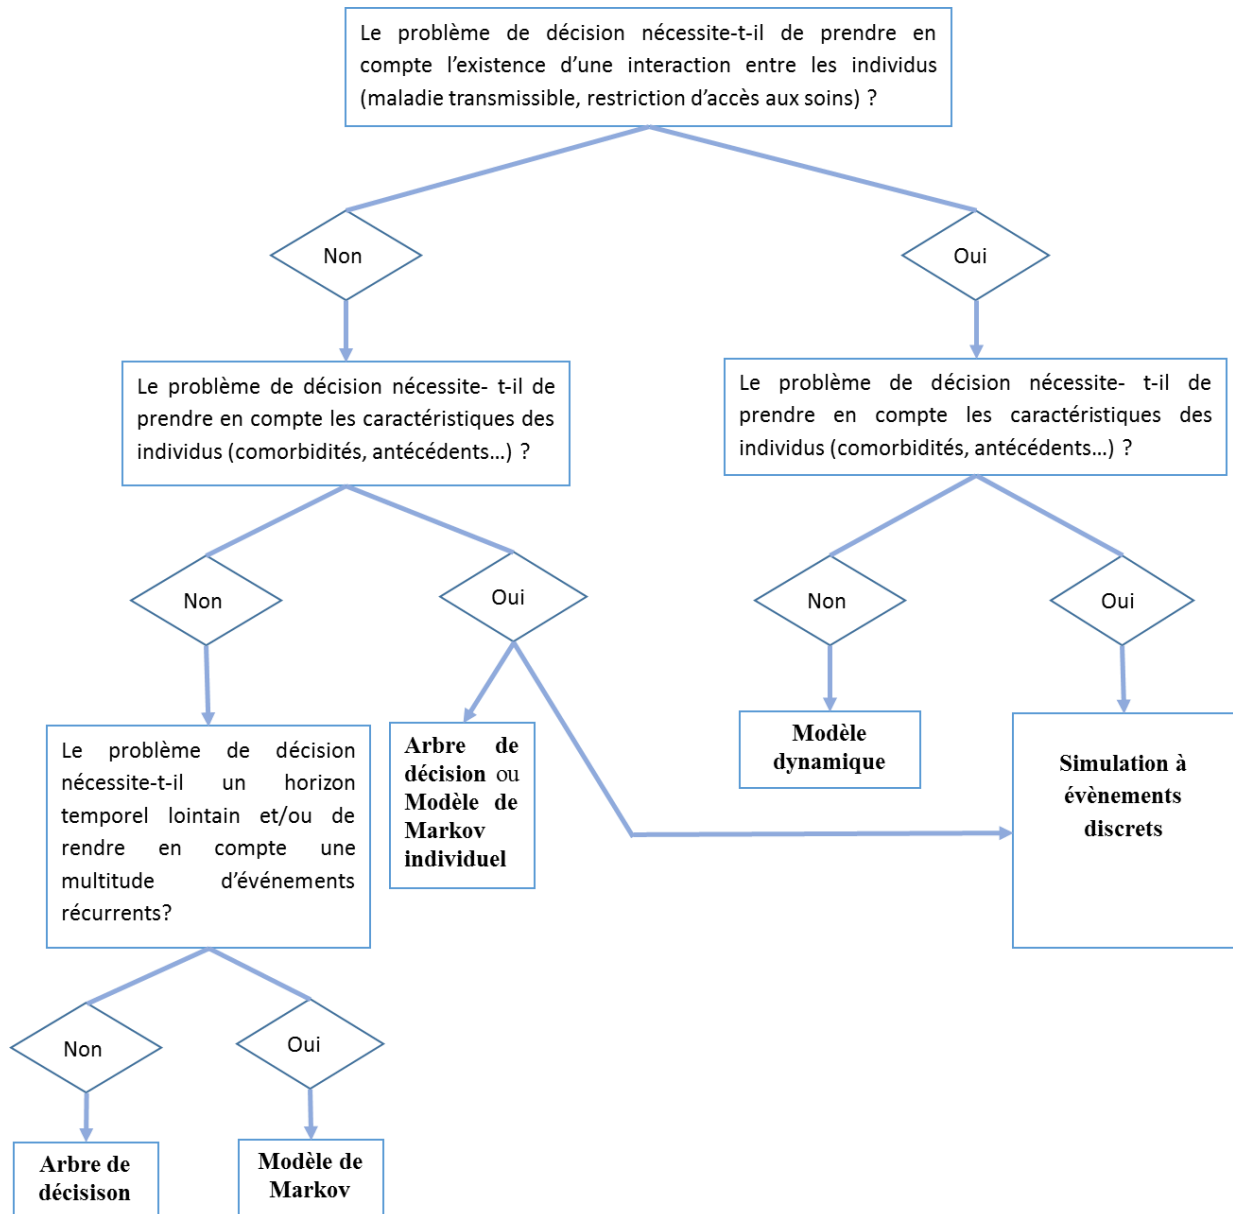 Le problème de décision nécessite-t-il de prendre en
compte l’existence d’une interaction entre les individus
(maladie transmissible, restriction d’accès aux soins) ?
Non
Oui
Le problème de décision nécessite- t-il de
prendre en compte les caractéristiques des
individus (comorbidités, antécédents…) ?
Le problème de décision nécessite- t-il de
prendre en compte les caractéristiques des
individus (comorbidités, antécédents…) ?
Non
Oui
Non
Oui
Le problème de décision
nécessite-t-il un horizon
temporel lointain et/ou de
rendre en compte une
multitude d’événements
récurrents?
Arbre de
décision ou
Modèle de
Markov
individuel
Modèle
dynamique
Simulation à
évènements
discrets
Non
Oui
Arbre de
décisison
Modèle de
Markov